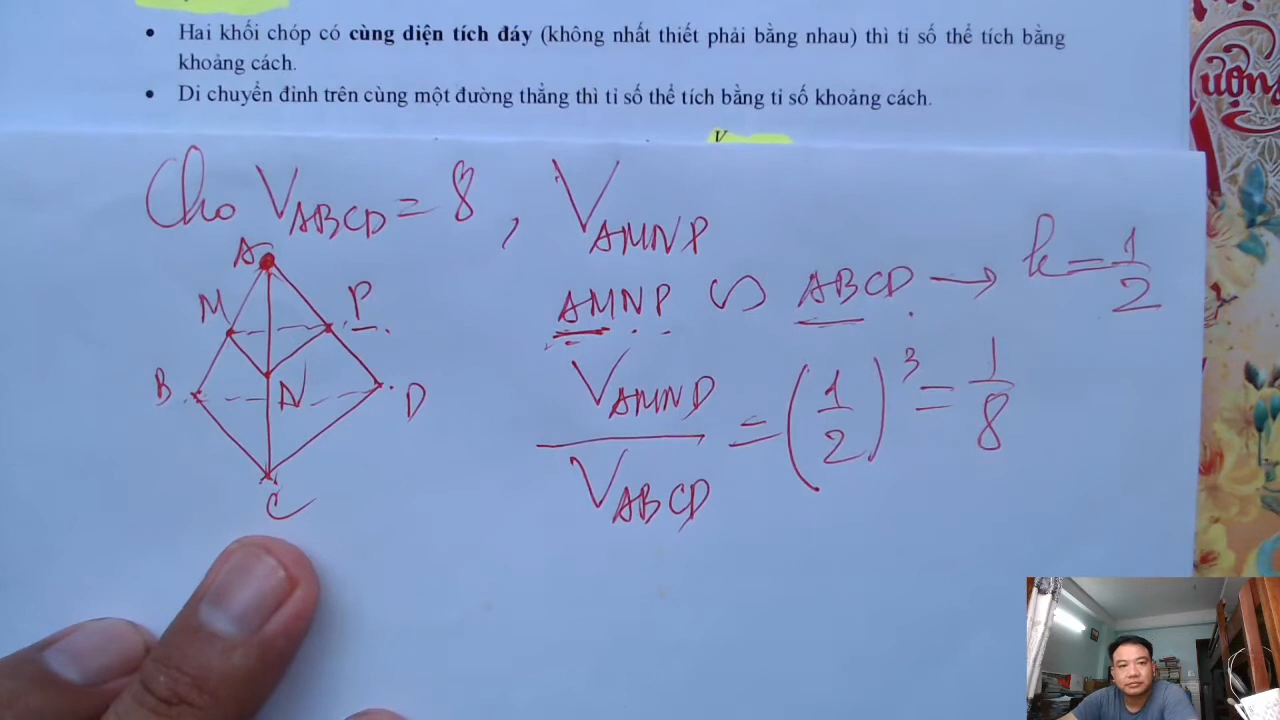 • Hai khối chóp có cùng diện tích đáy (không nhất thiết phải bằng nhau) thì tỉ số thể tích bằng
khoảng cách.
• Di chuyển đỉnh trên cùng một đường thẳng thì tỉ số thể tích bằng tỉ số khoảng cách.
V
Cho V_ABCD = 8, V_AMNP
AMNP ∽ ABCD → k = 1/2
V_AMND / V_ABCD = (1/2)^3 = 1/8
A
M P
B N D
C
ượng